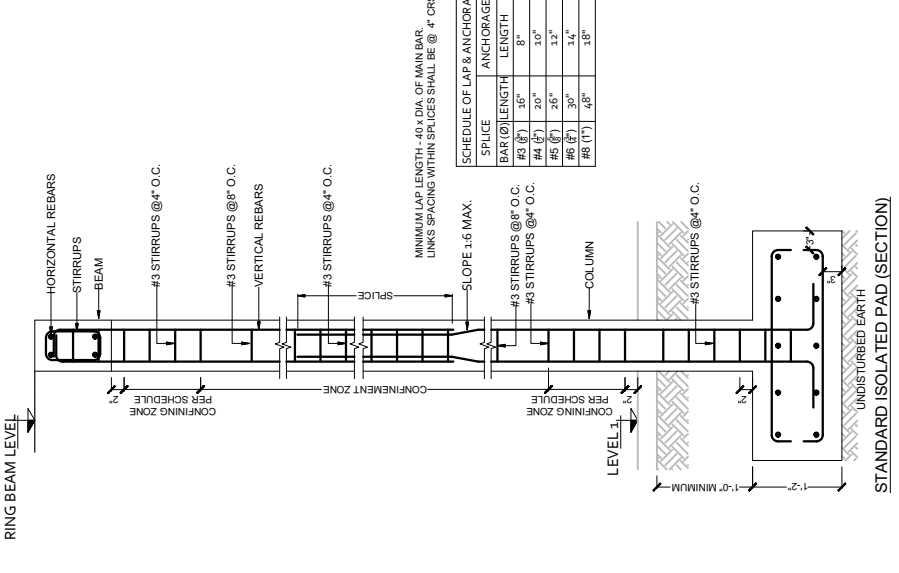 RING BEAM LEVEL
HORIZONTAL REBARS
STIRRUPS
BEAM
#3 STIRRUPS @4" O.C.
#3 STIRRUPS @8" O.C.
VERTICAL REBARS
#3 STIRRUPS @4" O.C.
SPLICE
SLOPE 1:6 MAX.
#3 STIRRUPS @8" O.C.
#3 STIRRUPS @4" O.C.
COLUMN
#3 STIRRUPS @4" O.C.
2"
CONFINING ZONE
PER SCHEDULE
CONFINEMENT ZONE
CONFINING ZONE
PER SCHEDULE
2"
LEVEL 1
2"
1'-0" MINIMUM
1'-2"
3"
UNDISTURBED EARTH
STANDARD ISOLATED PAD (SECTION)
MINIMUM LAP LENGTH - 40 x DIA. OF MAIN BAR.
LINKS SPACING WITHIN SPLICES SHALL BE @ 4"
SCHEDULE OF LAP &
SPLICE ANCHORAGE
BAR (Ø) LENGTH LENGTH
#3 (3/8") 16" 8"
#4 (1/2") 20" 10"
#5 26" 12"
#6 30" 14"
#8 (1") 48" 18"